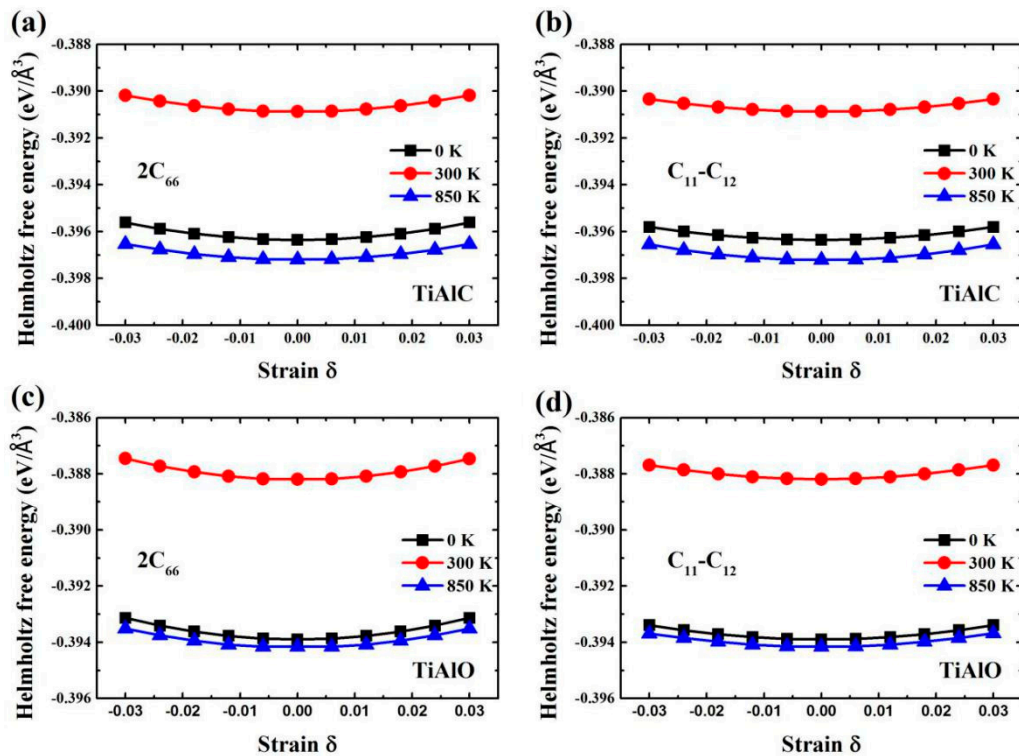 (a)
Helmholtz free energy (eV/Å³)
-0.388
-0.390
-0.392
-0.394
-0.396
-0.398
-0.400
2C₆₆
0 K
300 K
850 K
TiAlC
-0.03 -0.02 -0.01 0.00 0.01 0.02 0.03
Strain δ
(b)
Helmholtz free energy (eV/Å³)
-0.388
-0.390
-0.392
-0.394
-0.396
-0.398
-0.400
C₁₁-C₁₂
0 K
300 K
850 K
TiAlC
-0.03 -0.02 -0.01 0.00 0.01 0.02 0.03
Strain δ
(c)
Helmholtz free energy (eV/Å³)
-0.386
-0.388
-0.390
-0.392
-0.394
-0.396
2C₆₆
0 K
300 K
850 K
TiAlO
-0.03 -0.02 -0.01 0.00 0.01 0.02 0.03
Strain δ
(d)
Helmholtz free energy (eV/Å³)
-0.386
-0.388
-0.390
-0.392
-0.394
-0.396
C₁₁-C₁₂
0 K
300 K
850 K
TiAlO
-0.03 -0.02 -0.01 0.00 0.01 0.02 0.03
Strain δ